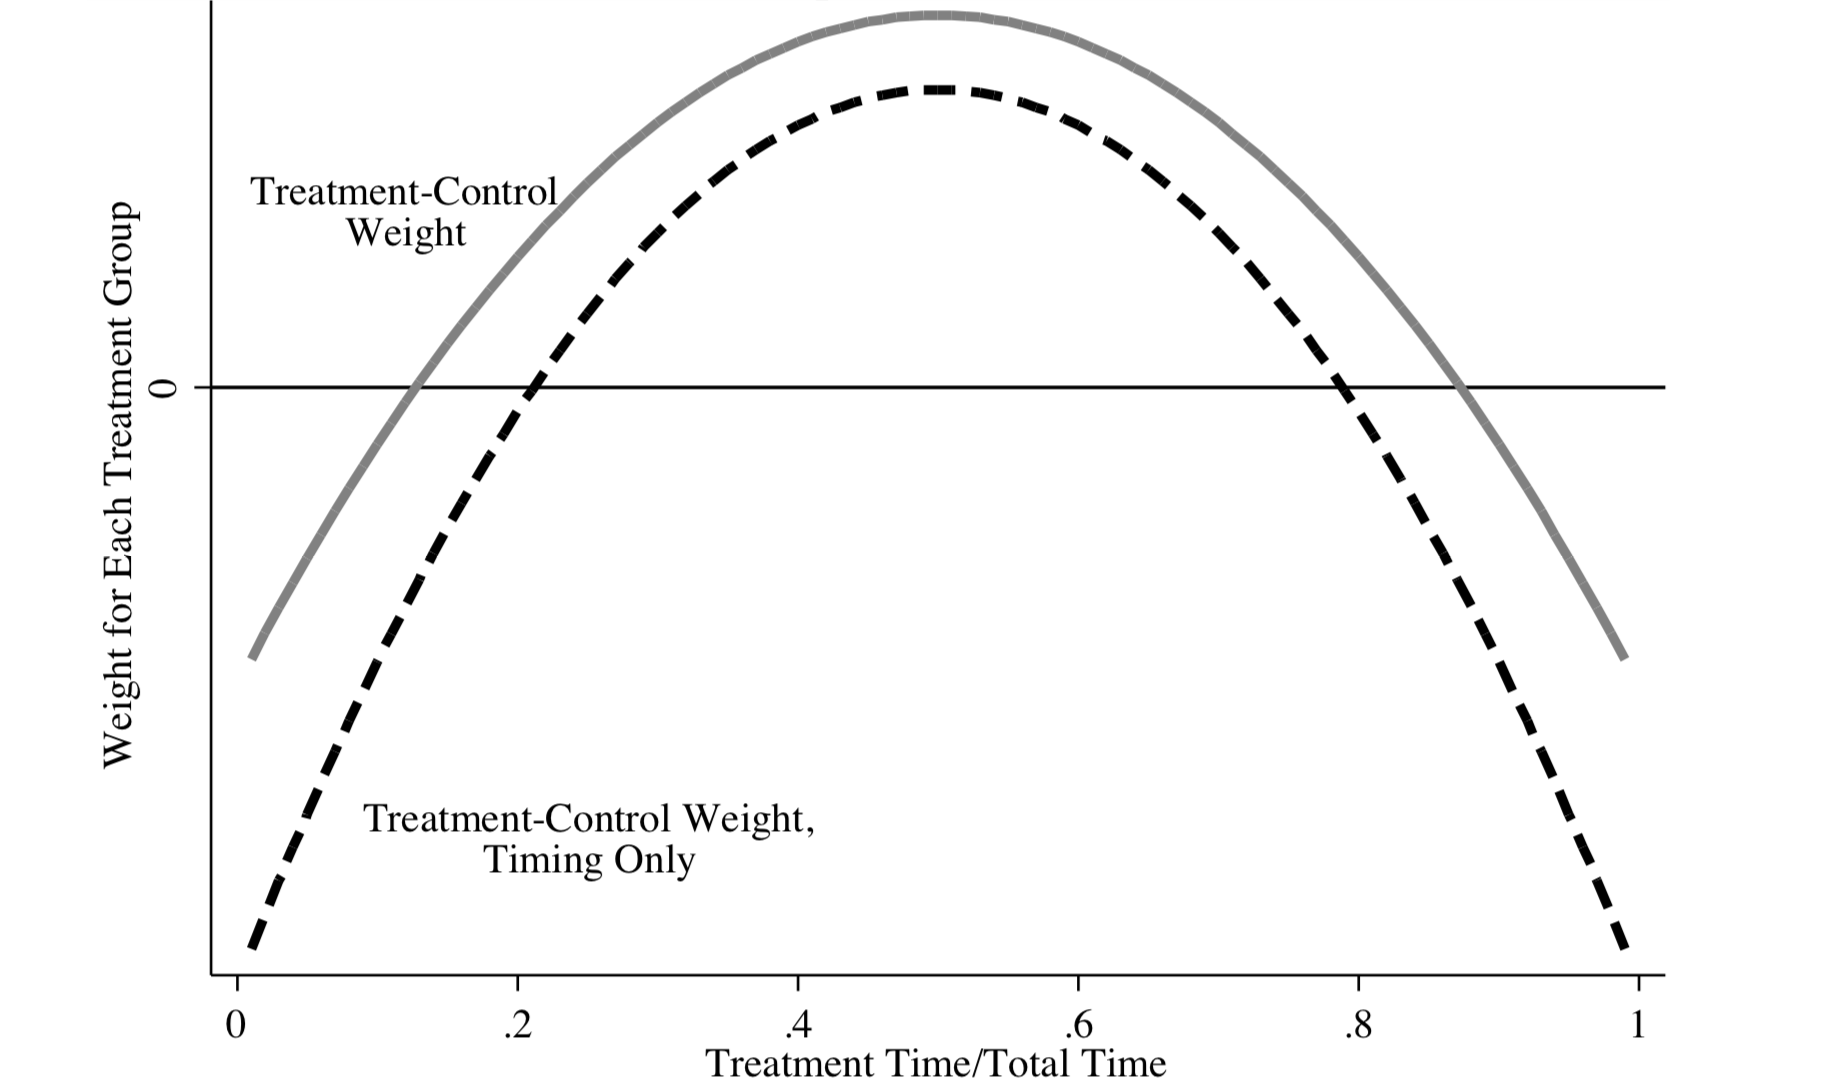 Treatment-Control
Weight
Weight for Each Treatment Group
0
Treatment-Control Weight,
Timing Only
0 .2 .4 .6 .8 1
Treatment Time/Total Time